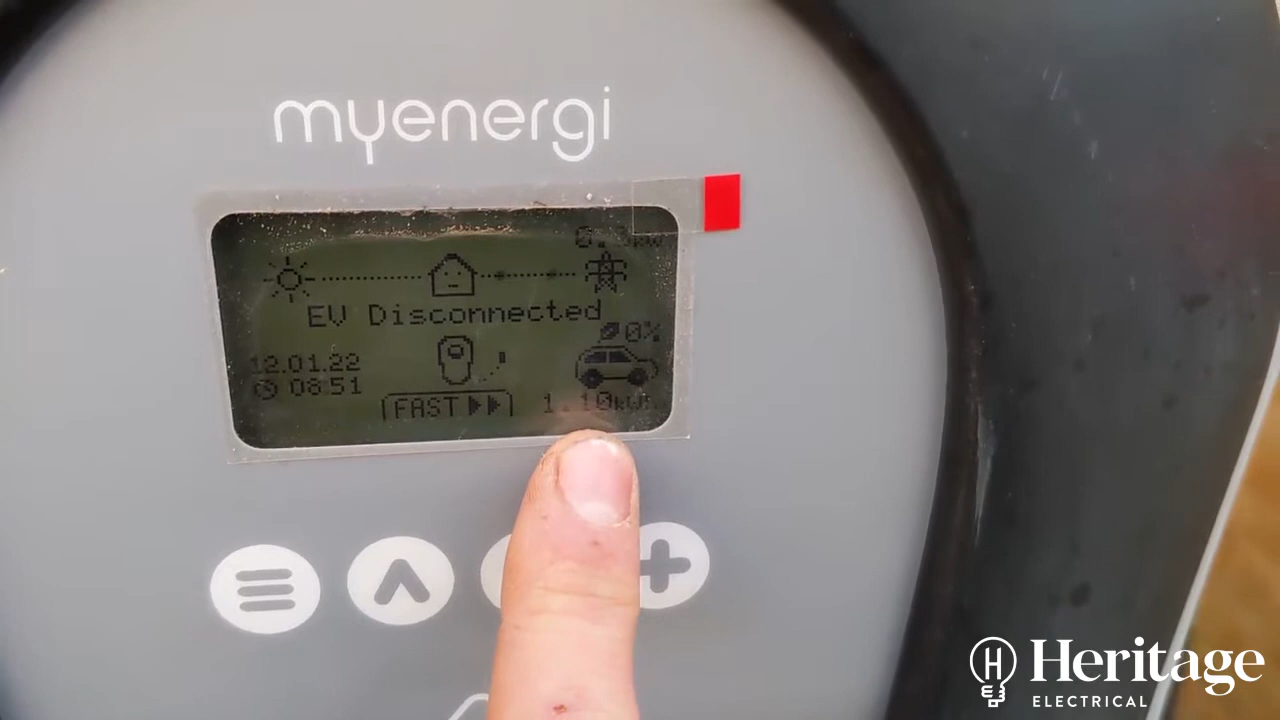 myenergi
EV Disconnected
0%
12.01.22
08:51
FAST
1.10kWh
Heritage
ELECTRICAL